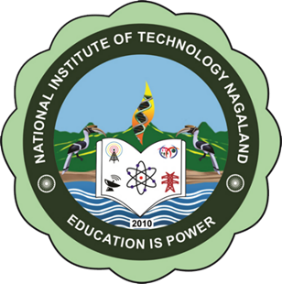 NATIONAL INSTITUTE OF TECHNOLOGY NAGALAND
2010
EDUCATION IS POWER